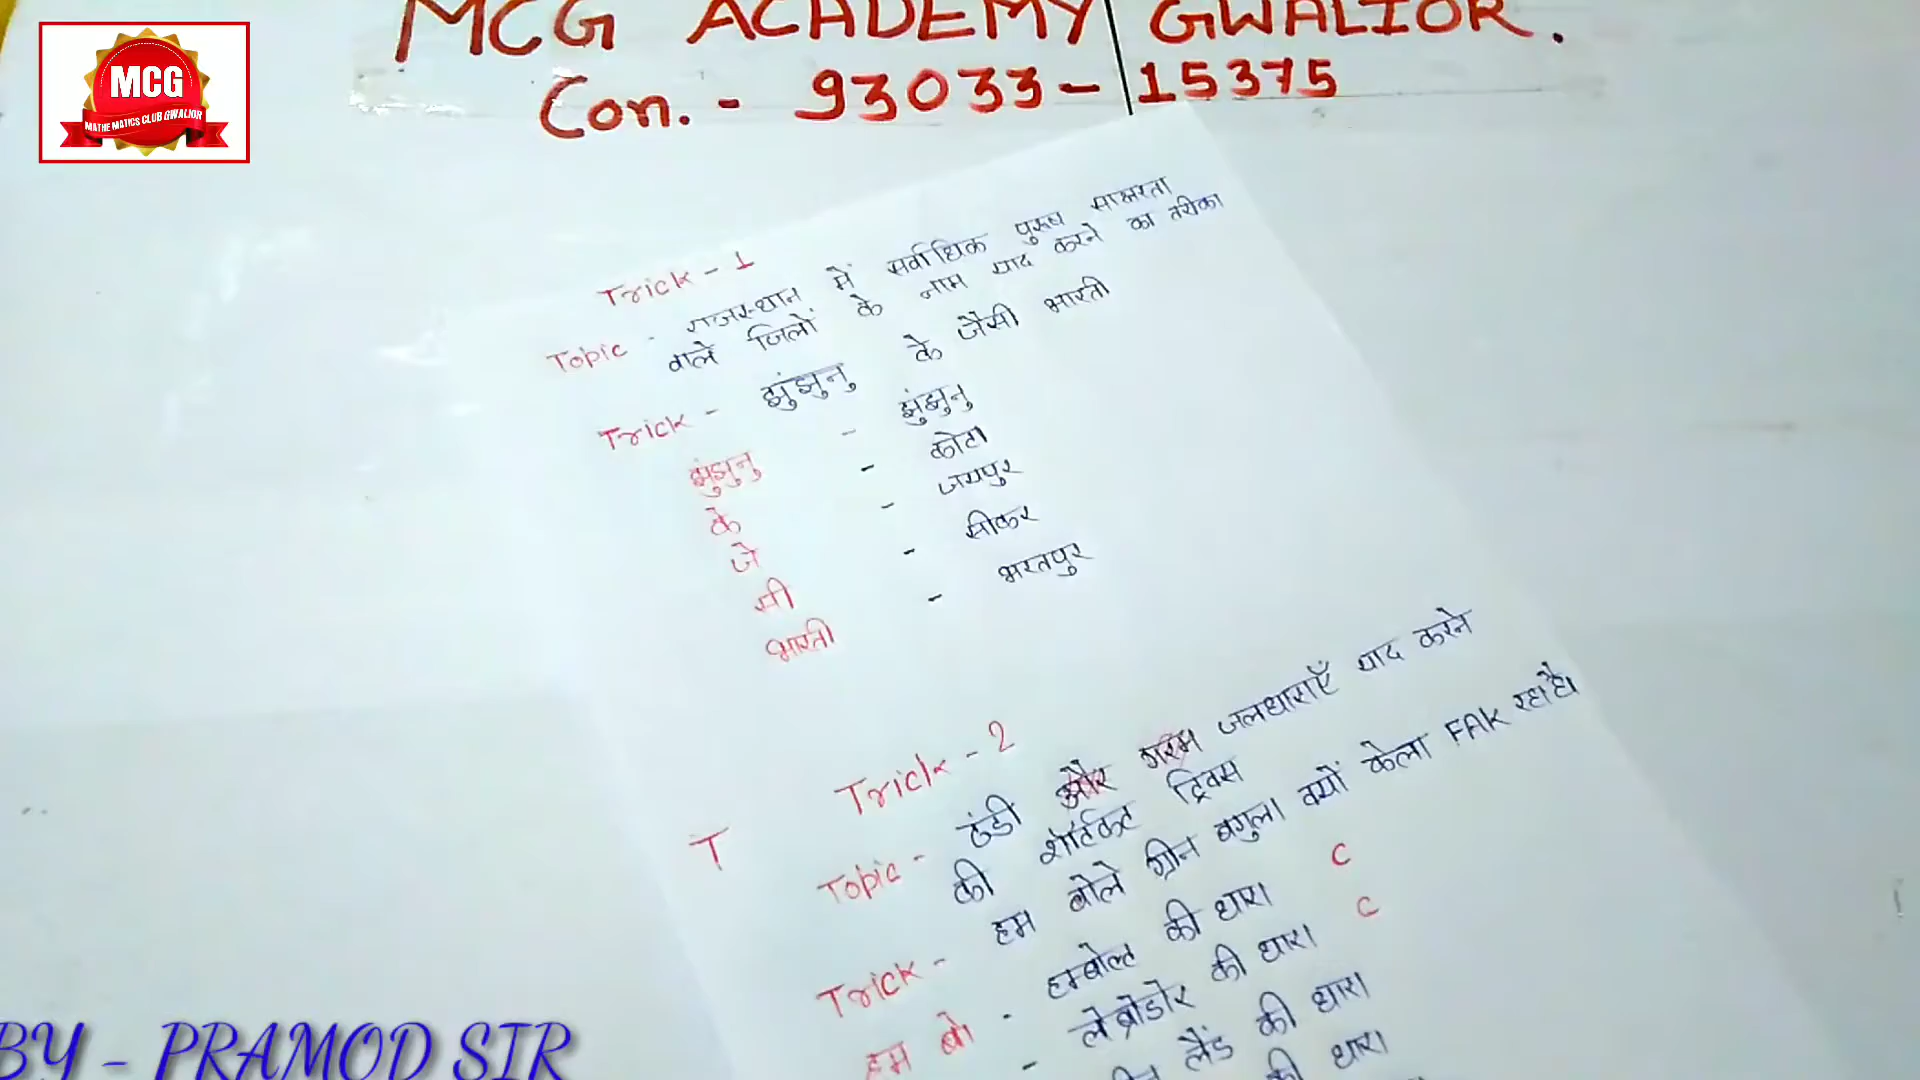 MCG ACADEMY GWALIOR.
Con. - 93033-15375
MCG
MATHEMATICS CLUB GWALIOR
Trick - 1
Topic - राजस्थान में सर्वाधिक पुरूष साक्षरता
वाले जिलों के नाम याद करने का तरीका
Trick - झुंझुनु के जैसी भारती
झुंझुनु - झुंझुनु
के - कोटा
जे - जयपुर
सी - सीकर
भारती - भरतपुर
Trick - 2
T
Topic - ठंडी और गरम जलधाराएँ याद करने
की शॉर्टकट ट्रिक्स
Trick - हम बोले ग्रीन बगुला क्यों केला FAK रहा है।
हम बो - हम्बोल्ट की धारा C
- लेब्रोडोर की धारा C
लैंड की धारा
की धारा
BY - PRAMOD SIR